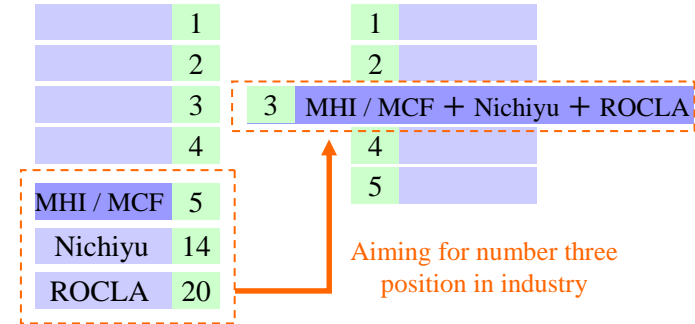 1
2
3
4
MHI / MCF 5
Nichiyu 14
ROCLA 20
1
2
3 MHI / MCF + Nichiyu + ROCLA
4
5
Aiming for number three
position in industry